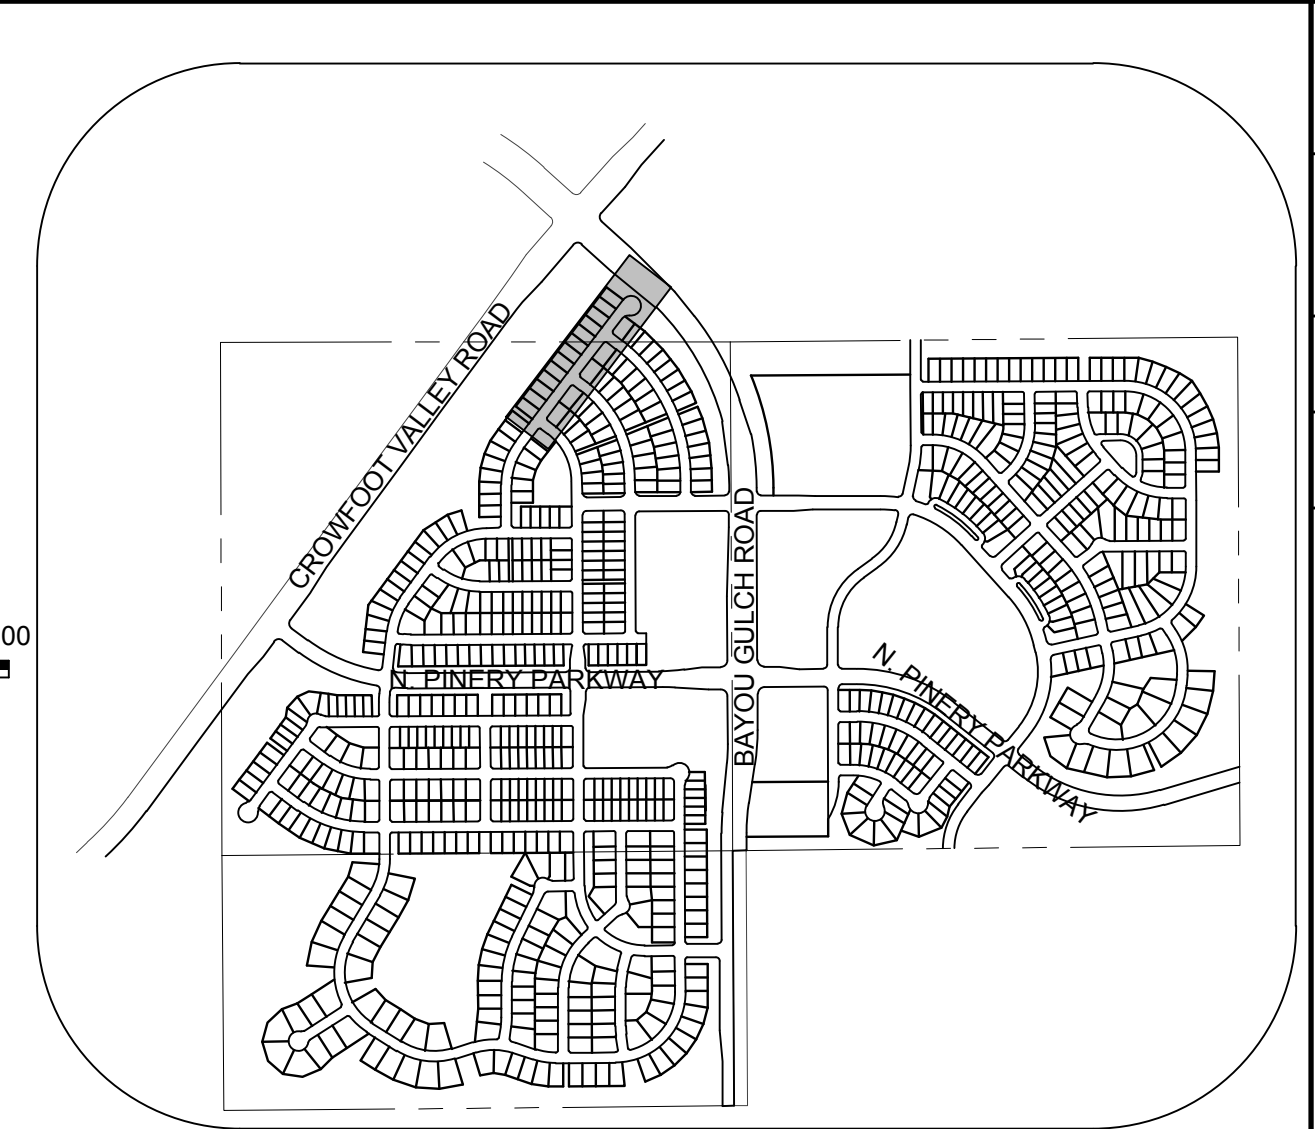 CROWFOOT VALLEY ROAD
BAYOU GULCH ROAD
00
N. PINERY PARKWAY
N. PINERY PARKWAY